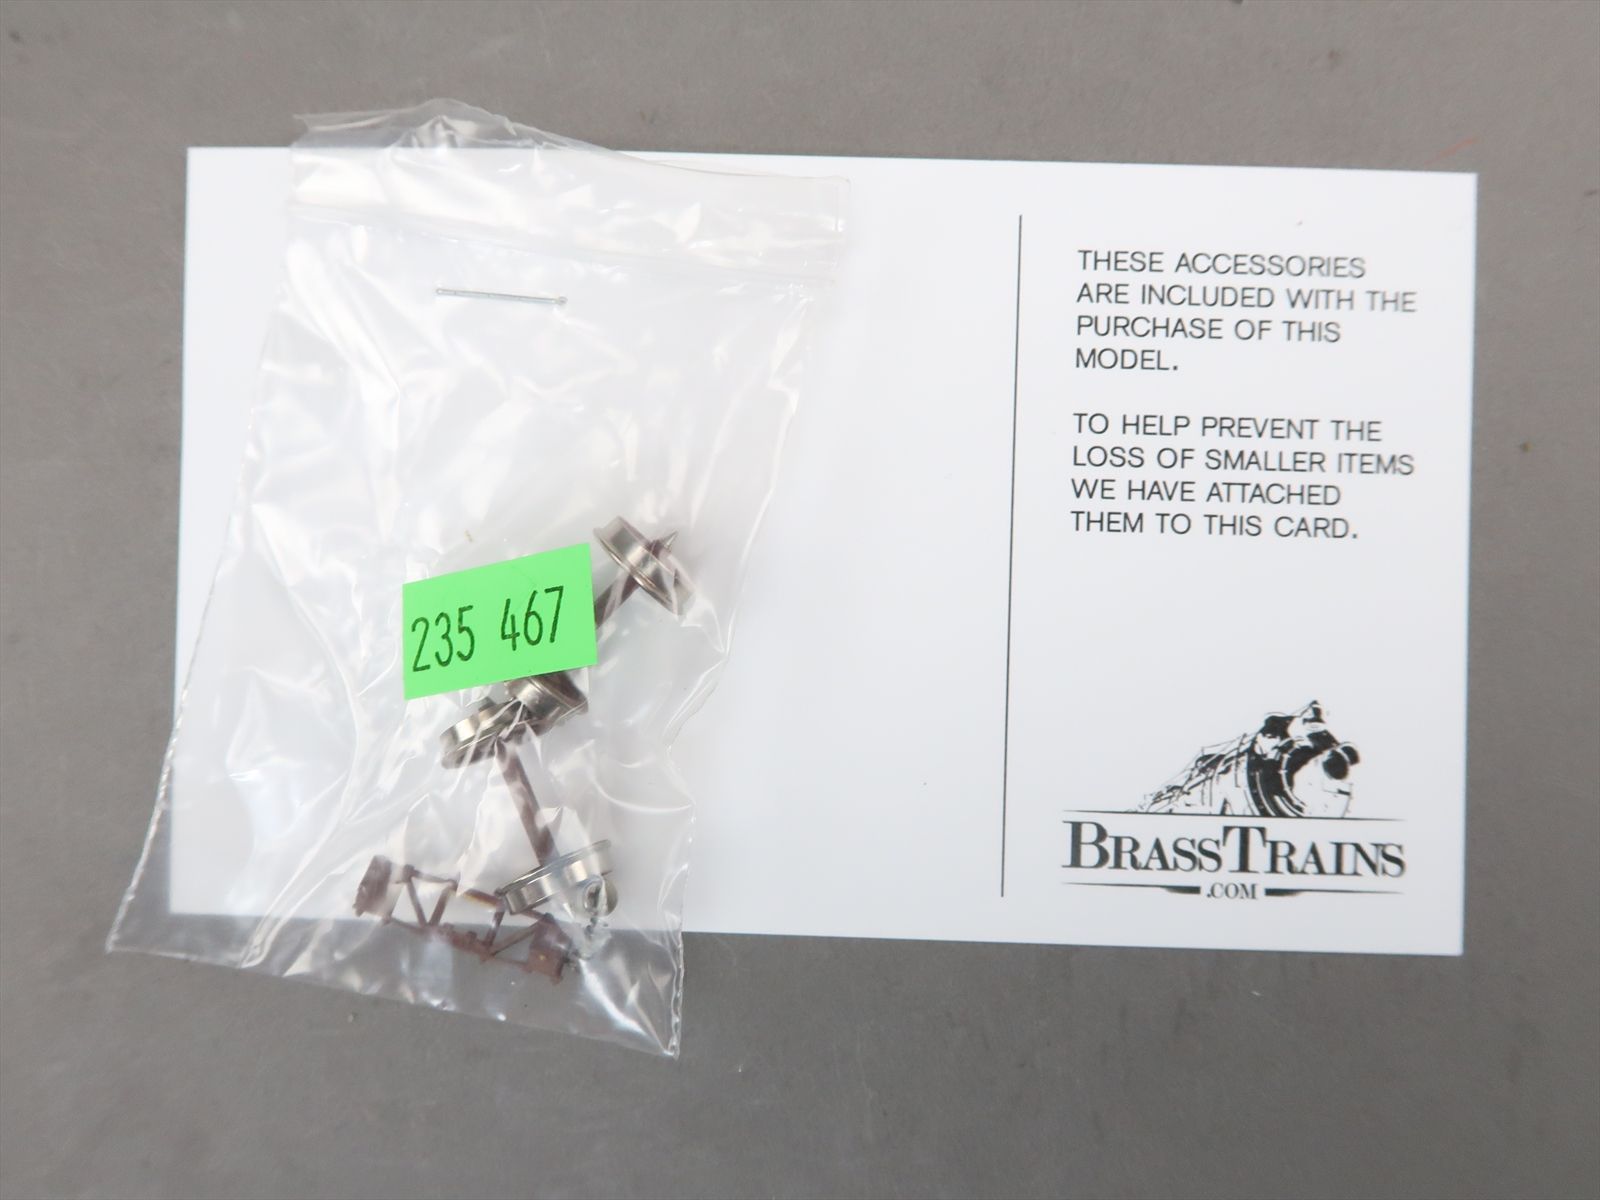 THESE ACCESSORIES
ARE INCLUDED WITH THE
PURCHASE OF THIS
MODEL.
TO HELP PREVENT THE
LOSS OF SMALLER ITEMS
WE HAVE ATTACHED
THEM TO THIS CARD.
235 467
BRASSTRAINS
.COM